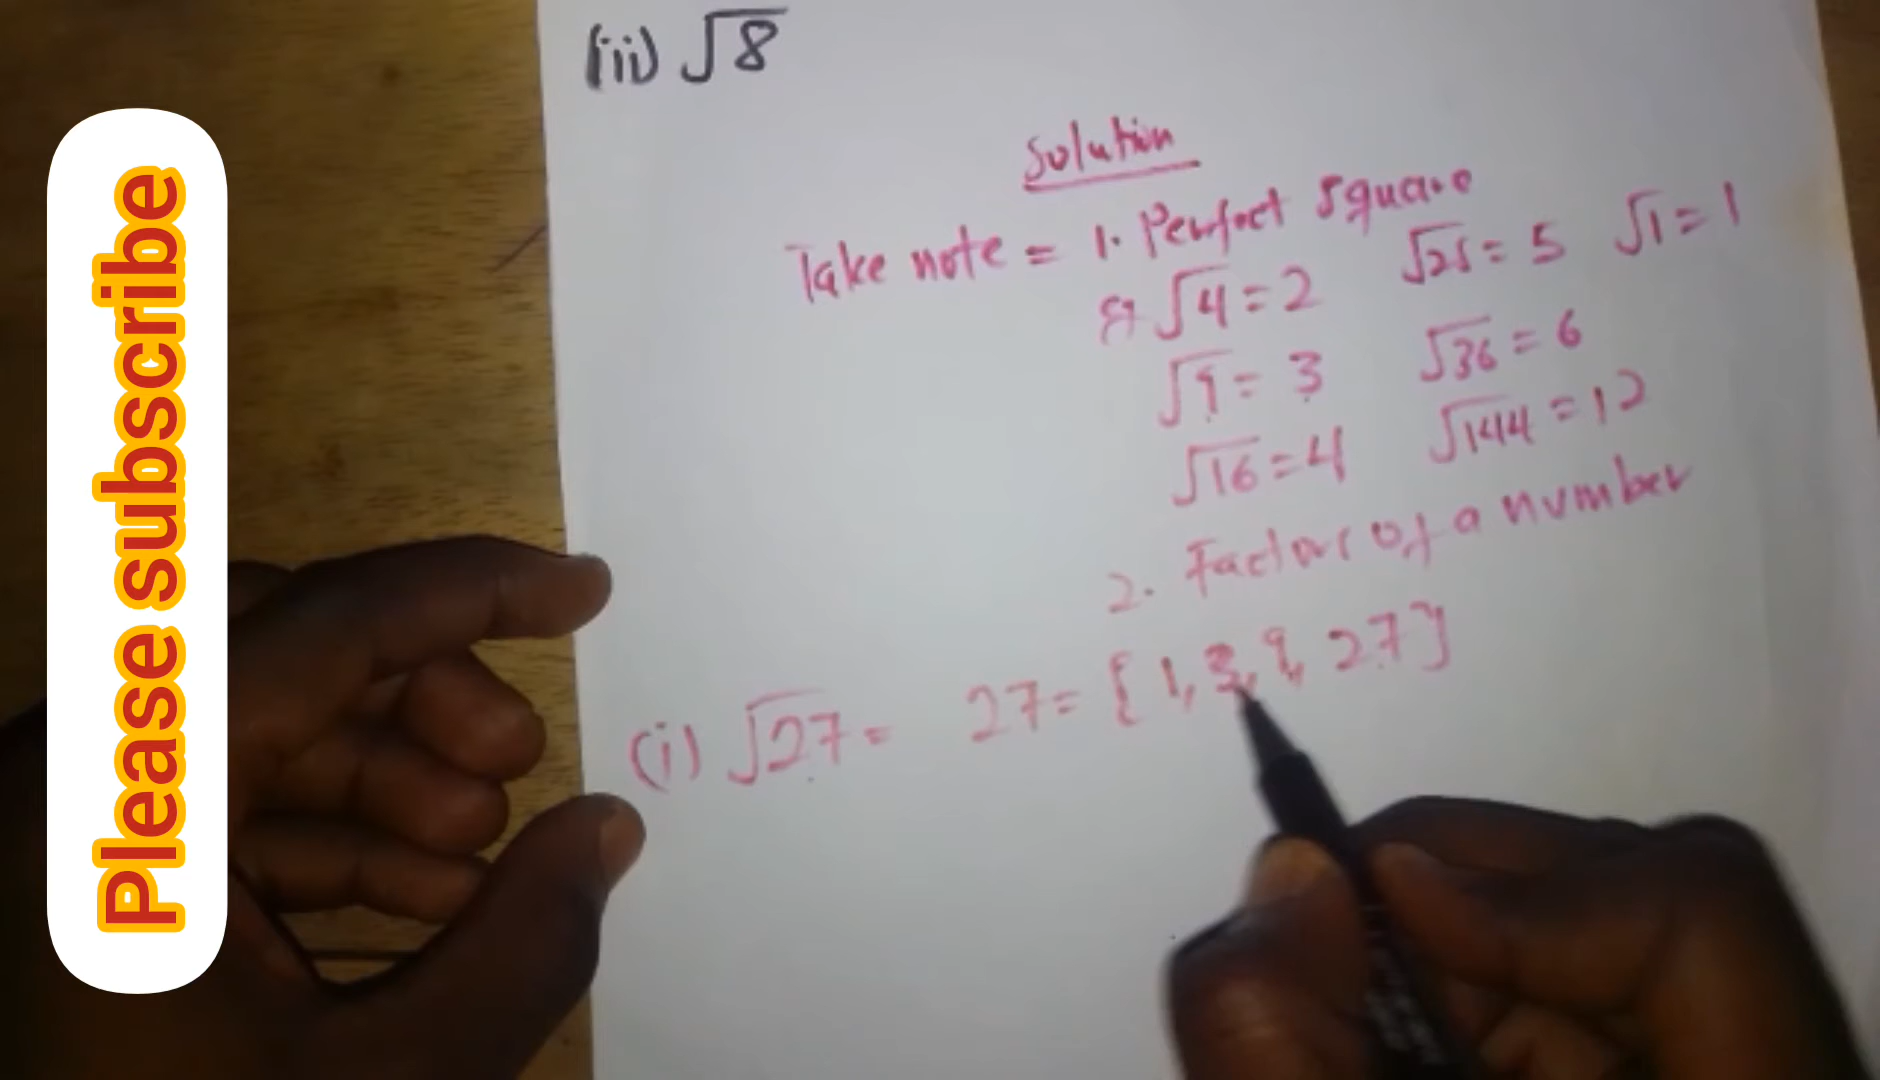 Please subscribe
(ii) √8
Solution
Take note = 1. Perfect square
√4 = 2 √25 = 5 √1 = 1
√9 = 3 √36 = 6
√16 = 4 √144 = 12
2. Factors of a number
(i) √27 = 27 = { 1, 3, 9, 27 }